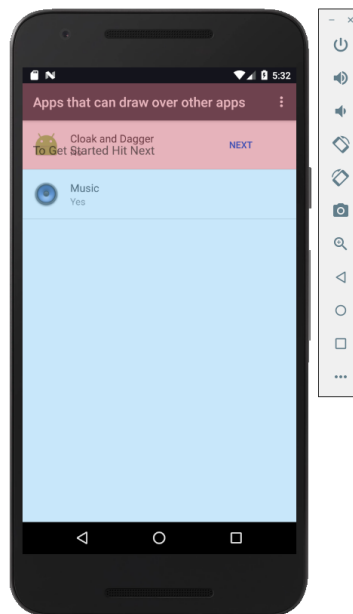 5:32
Apps that can draw over other apps
Cloak and Dagger
NEXT
To Get Started Hit Next
Music
Yes